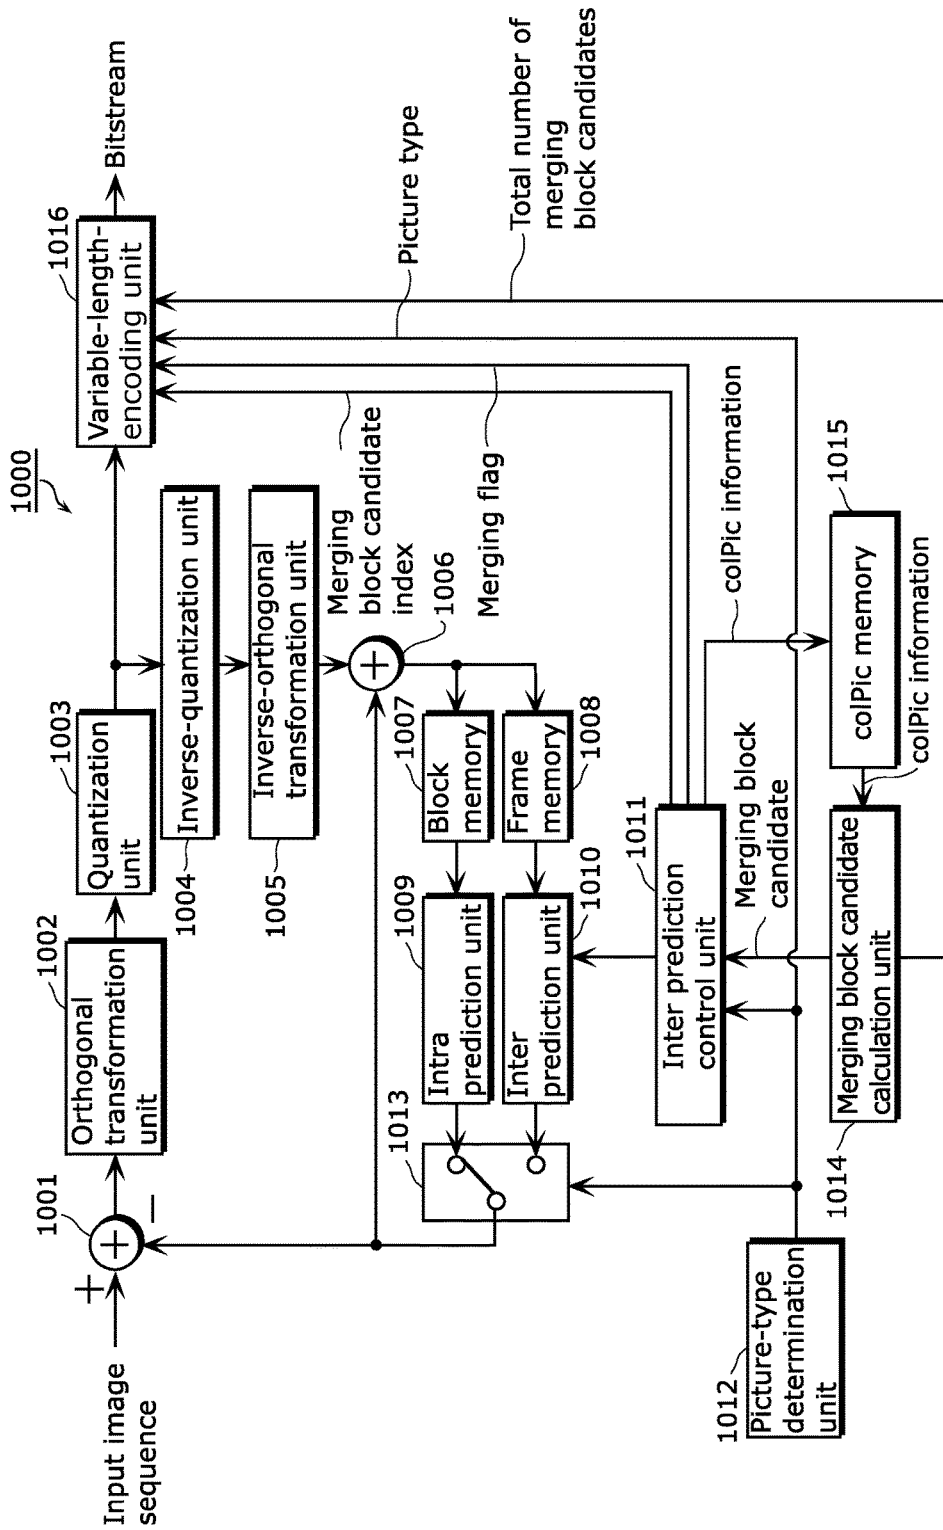 1000
Input image
sequence
+
1001
−
+
1002
Orthogonal
transformation
unit
1003
Quantization
unit
1016
Variable-length-
encoding unit
Bitstream
1004
Inverse-quantization unit
1005
Inverse-orthogonal
transformation unit
Merging
block candidate
index
Picture type
Total number of
merging
block candidates
+
1006
Merging flag
1013
1009
Intra
prediction unit
1007
Block
memory
Inter
prediction unit
1010
Frame
memory
1008
1011
Inter prediction
control unit
colPic information
Merging block
candidate
1012
Picture-type
determination
unit
1014
Merging block candidate
calculation unit
1015
colPic memory
colPic information